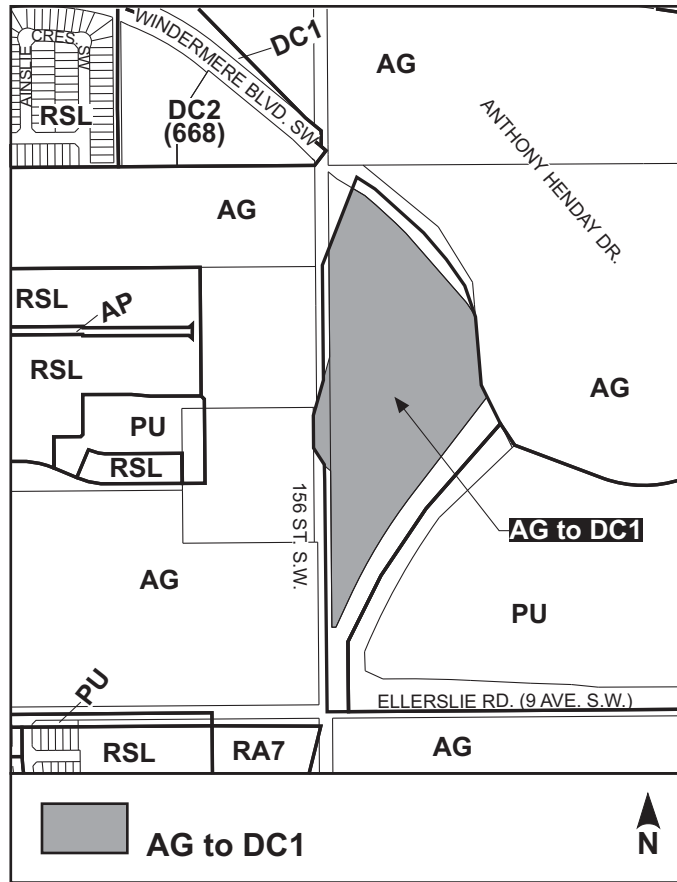 WINDERMERE BLVD. SW
DC1
AG
CRES.
SW
AINSLIE
RSL
DC2
(668)
ANTHONY HENDAY DR.
AG
RSL
AP
RSL
AG
PU
RSL
156 ST. S.W.
AG to DC1
AG
PU
PU
ELLERSLIE RD. (9 AVE. S.W.)
RSL
RA7
AG
AG to DC1
N